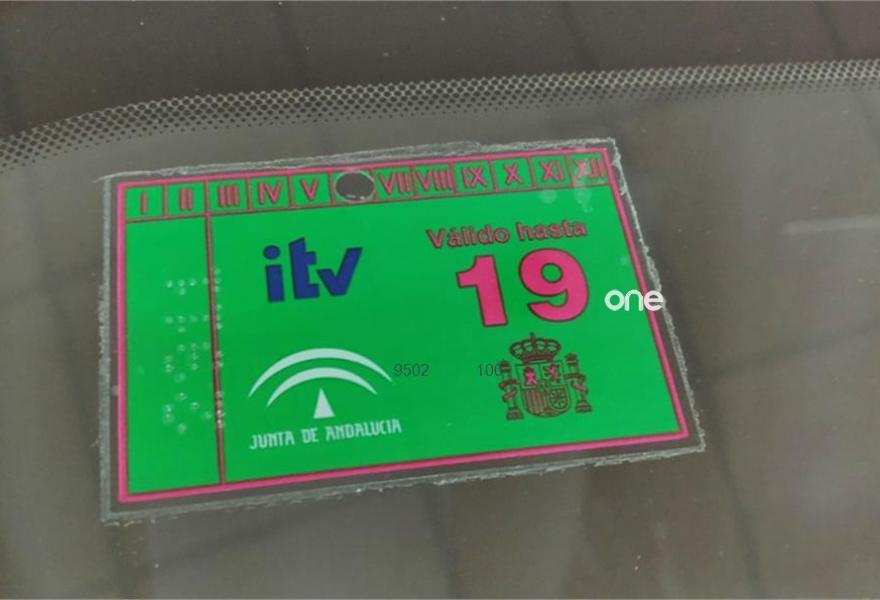 I II III IV V VII VIII IX X XI XII
itv
Válido hasta
19
one
9502 100
JUNTA DE ANDALUCIA